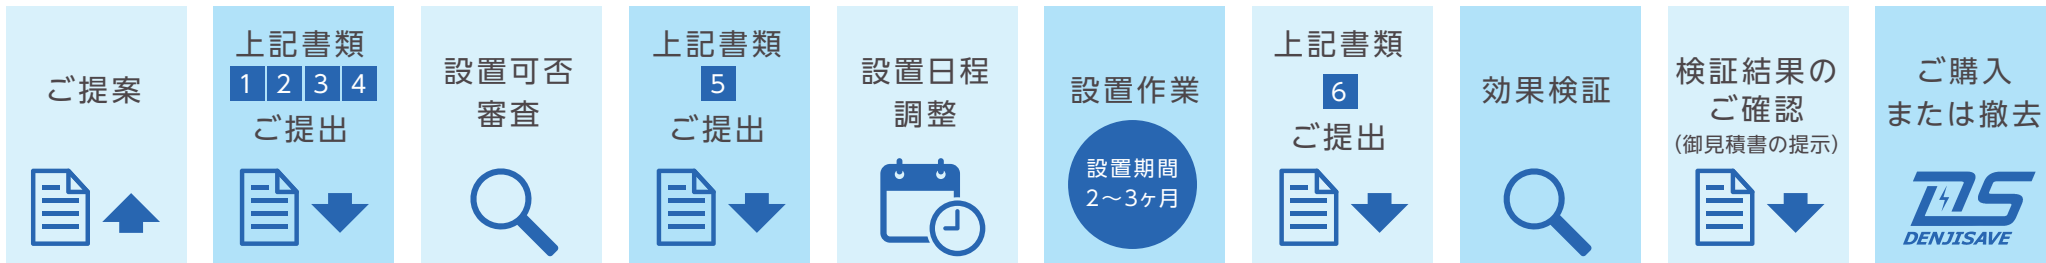 ご提案
上記書類
1 2 3 4
ご提出
設置可否
審査
上記書類
5
ご提出
設置日程
調整
設置作業
設置期間
2～3ヶ月
上記書類
6
ご提出
効果検証
検証結果の
ご確認
（御見積書の提示）
ご購入
または撤去
DS
DENJISAVE